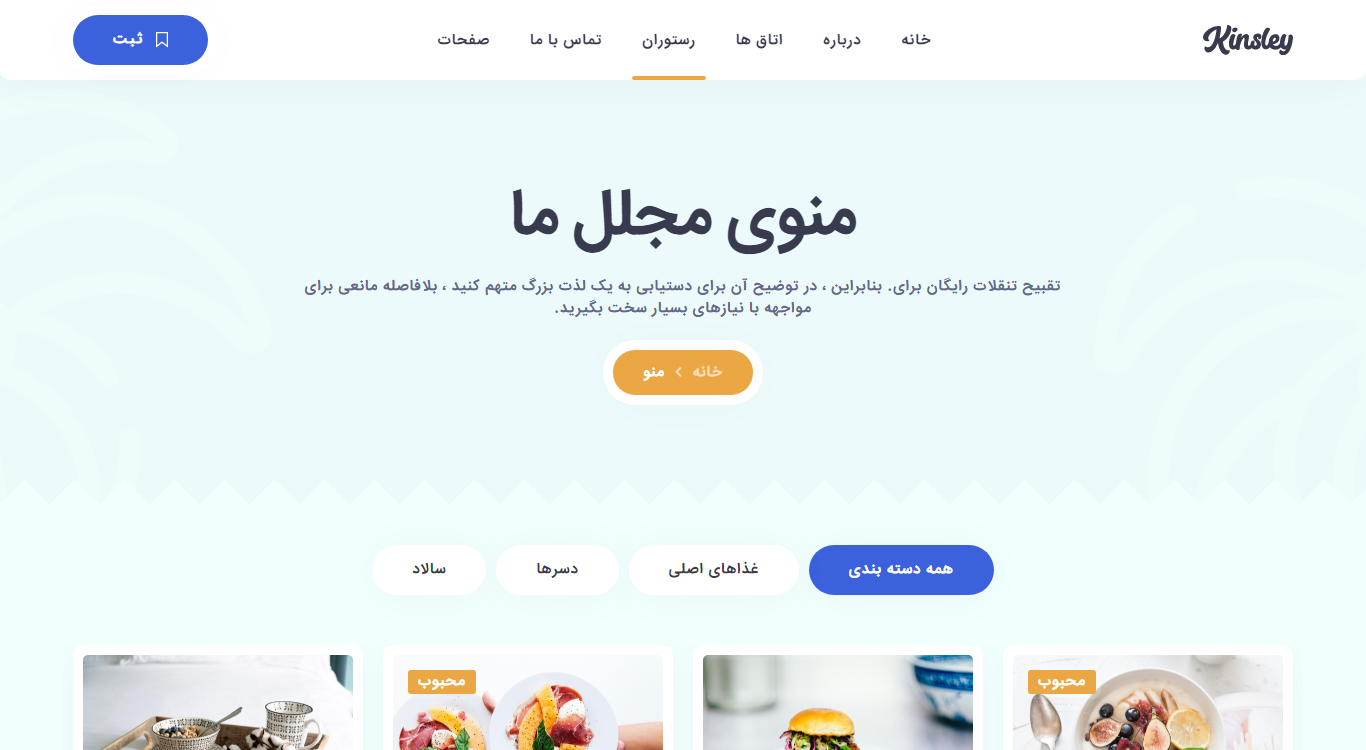 Kinsley
خانه
درباره
اتاق ها
رستوران
تماس با ما
صفحات
ثبت
منوی مجلل ما
تقبیح تنقلات رایگان برای. بنابراین ، در توضیح آن برای دستیابی به یک لذت بزرگ متهم کنید ، بلافاصله مانعی برای
مواجهه با نیازهای بسیار سخت بگیرید.
خانه › منو
همه دسته بندی
غذاهای اصلی
دسرها
سالاد
محبوب
محبوب